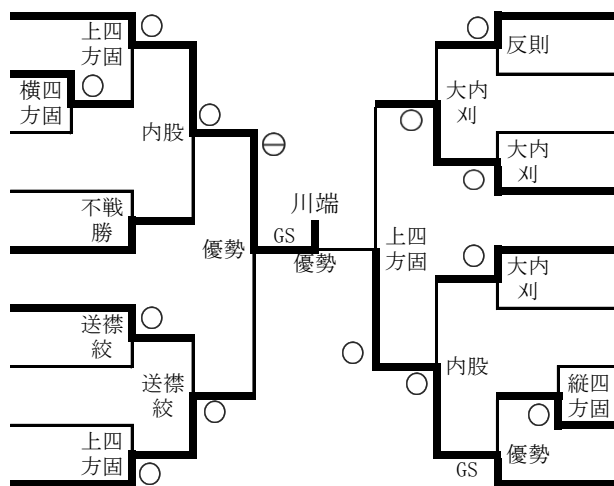 上四
方固
横四
方固
内股
不戦
勝
優勢
送襟
絞
送襟
絞
上四
方固
川端
GS
優勢
反則
大内
刈
大内
刈
上四
方固
大内
刈
内股
縦四
方固
優勢
GS